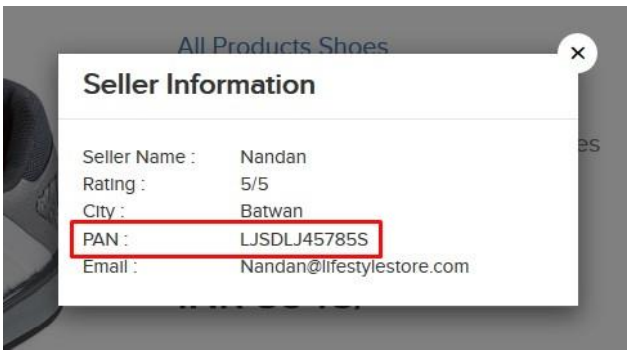 All Products Shoes
Seller Information
Seller Name : Nandan
Rating : 5/5
City : Batwan
PAN : LJSDLJ45785S
Email : Nandan@lifestylestore.com